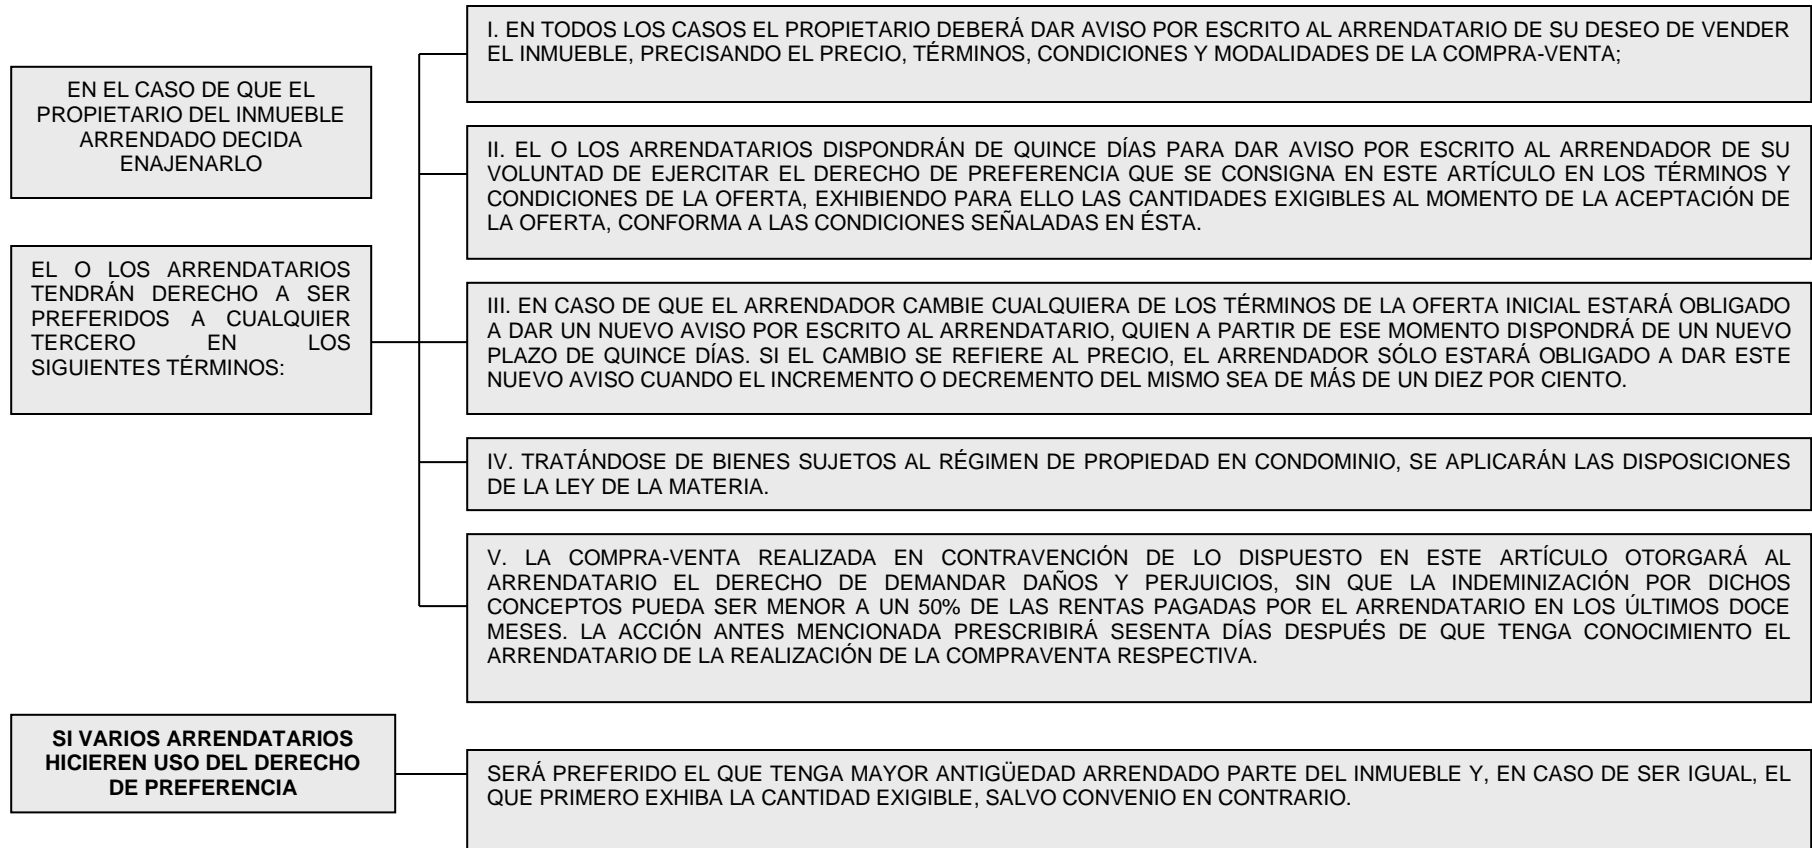 EN EL CASO DE QUE EL
PROPIETARIO DEL INMUEBLE
ARRENDADO DECIDA
ENAJENARLO
EL O LOS ARRENDATARIOS
TENDRÁN DERECHO A SER
PREFERIDOS A CUALQUIER
TERCERO EN LOS
SIGUIENTES TÉRMINOS:
I. EN TODOS LOS CASOS EL PROPIETARIO DEBERÁ DAR AVISO POR ESCRITO AL ARRENDATARIO DE SU DESEO DE VENDER
EL INMUEBLE, PRECISANDO EL PRECIO, TÉRMINOS, CONDICIONES Y MODALIDADES DE LA COMPRA-VENTA;
II. EL O LOS ARRENDATARIOS DISPONDRÁN DE QUINCE DÍAS PARA DAR AVISO POR ESCRITO AL ARRENDADOR DE SU
VOLUNTAD DE EJERCITAR EL DERECHO DE PREFERENCIA QUE SE CONSIGNA EN ESTE ARTÍCULO EN LOS TÉRMINOS Y
CONDICIONES DE LA OFERTA, EXHIBIENDO PARA ELLO LAS CANTIDADES EXIGIBLES AL MOMENTO DE LA ACEPTACIÓN DE
LA OFERTA, CONFORMA A LAS CONDICIONES SEÑALADAS EN ÉSTA.
III. EN CASO DE QUE EL ARRENDADOR CAMBIE CUALQUIERA DE LOS TÉRMINOS DE LA OFERTA INICIAL ESTARÁ OBLIGADO
A DAR UN NUEVO AVISO POR ESCRITO AL ARRENDATARIO, QUIEN A PARTIR DE ESE MOMENTO DISPONDRÁ DE UN NUEVO
PLAZO DE QUINCE DÍAS. SI EL CAMBIO SE REFIERE AL PRECIO, EL ARRENDADOR SÓLO ESTARÁ OBLIGADO A DAR ESTE
NUEVO AVISO CUANDO EL INCREMENTO O DECREMENTO DEL MISMO SEA DE MÁS DE UN DIEZ POR CIENTO.
IV. TRATÁNDOSE DE BIENES SUJETOS AL RÉGIMEN DE PROPIEDAD EN CONDOMINIO, SE APLICARÁN LAS DISPOSICIONES
DE LA LEY DE LA MATERIA.
V. LA COMPRA-VENTA REALIZADA EN CONTRAVENCIÓN DE LO DISPUESTO EN ESTE ARTÍCULO OTORGARÁ AL
ARRENDATARIO EL DERECHO DE DEMANDAR DAÑOS Y PERJUICIOS, SIN QUE LA INDEMINIZACIÓN POR DICHOS
CONCEPTOS PUEDA SER MENOR A UN 50% DE LAS RENTAS PAGADAS POR EL ARRENDATARIO EN LOS ÚLTIMOS DOCE
MESES. LA ACCIÓN ANTES MENCIONADA PRESCRIBIRÁ SESENTA DÍAS DESPUÉS DE QUE TENGA CONOCIMIENTO EL
ARRENDATARIO DE LA REALIZACIÓN DE LA COMPRAVENTA RESPECTIVA.
SI VARIOS ARRENDATARIOS
HICIEREN USO DEL DERECHO
DE PREFERENCIA
SERÁ PREFERIDO EL QUE TENGA MAYOR ANTIGÜEDAD ARRENDADO PARTE DEL INMUEBLE Y, EN CASO DE SER IGUAL, EL
QUE PRIMERO EXHIBA LA CANTIDAD EXIGIBLE, SALVO CONVENIO EN CONTRARIO.